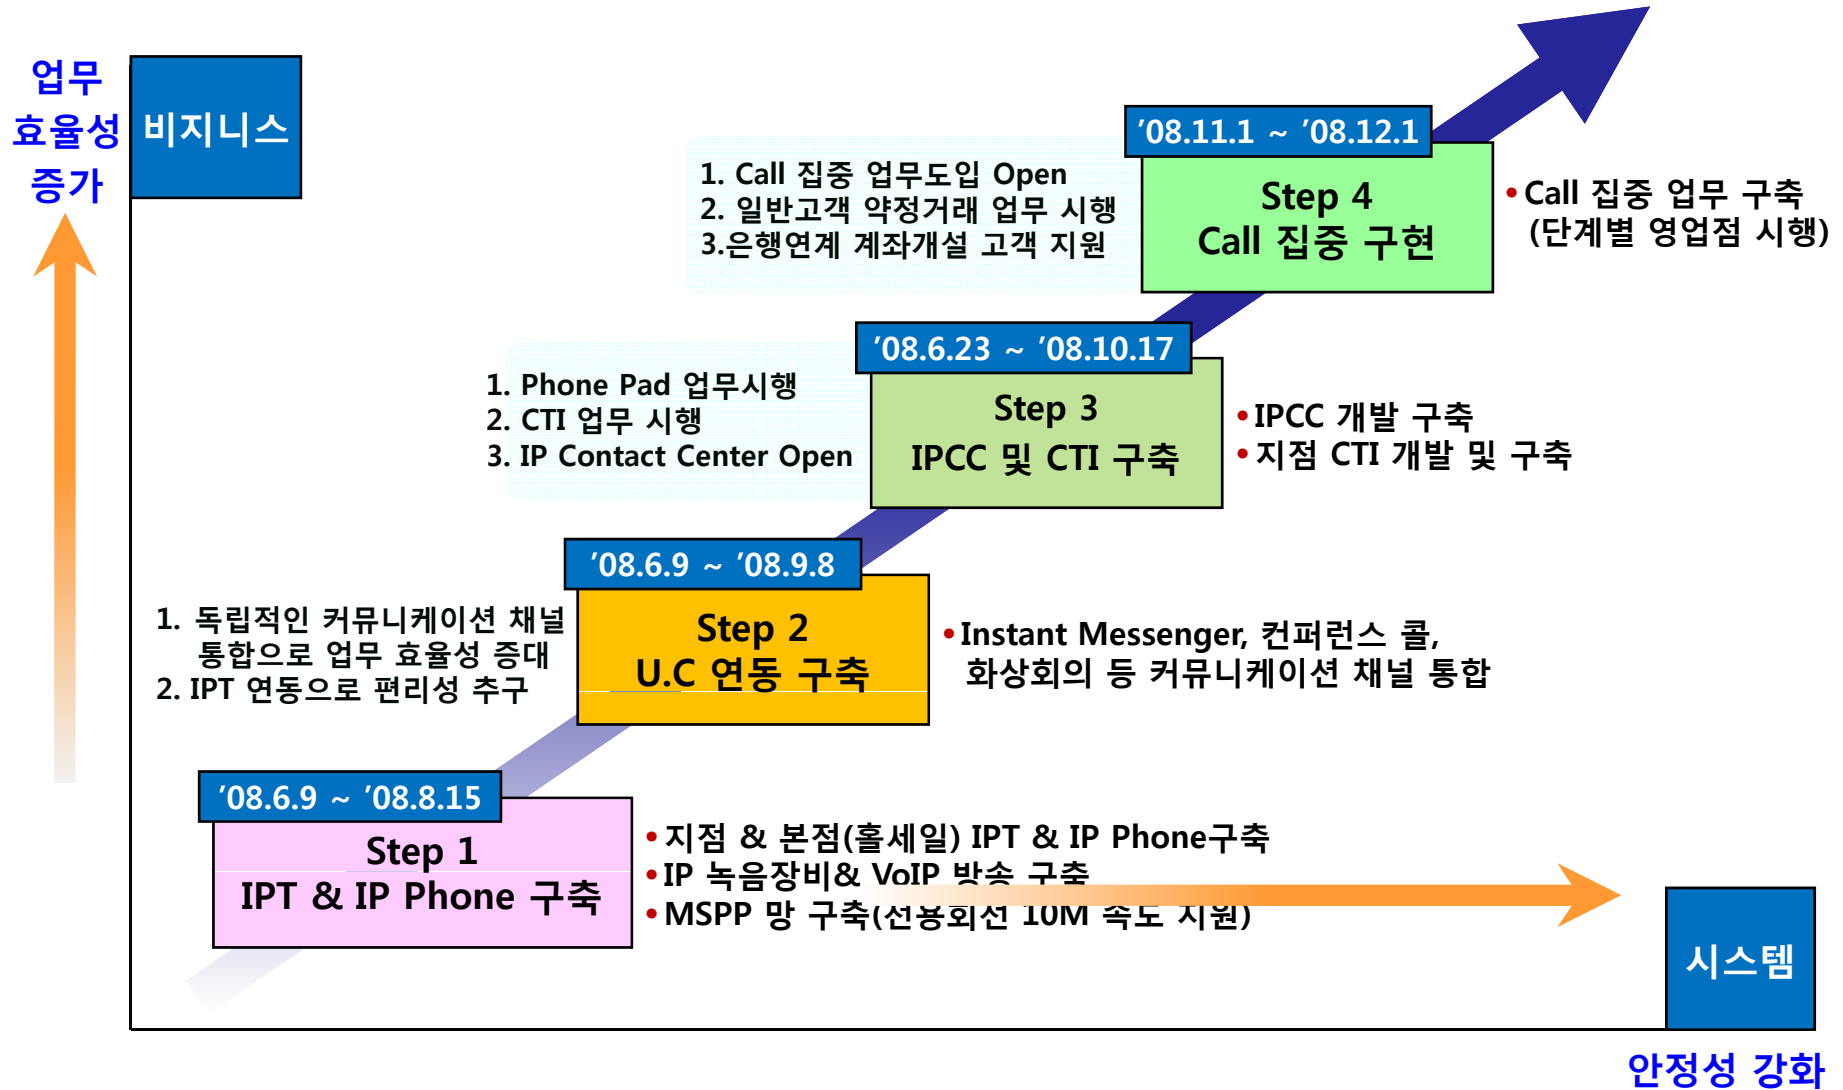 업무
효율성
증가
비지니스
’08.11.1 ~ ’08.12.1
1. Call 집중 업무도입 Open
2. 일반고객 약정거래 업무 시행
3.은행연계 계좌개설 고객 지원
Step 4
Call 집중 구현
• Call 집중 업무 구축
(단계별 영업점 시행)
’08.6.23 ~ ’08.10.17
1. Phone Pad 업무시행
2. CTI 업무 시행
3. IP Contact Center Open
Step 3
IPCC 및 CTI 구축
• IPCC 개발 구축
• 지점 CTI 개발 및 구축
’08.6.9 ~ ’08.9.8
1. 독립적인 커뮤니케이션 채널
통합으로 업무 효율성 증대
2. IPT 연동으로 편리성 추구
Step 2
U.C 연동 구축
• Instant Messenger, 컨퍼런스 콜,
화상회의 등 커뮤니케이션 채널 통합
’08.6.9 ~ ’08.8.15
Step 1
IPT & IP Phone 구축
• 지점 & 본점(홀세일) IPT & IP Phone구축
• IP 녹음장비& VoIP 방송 구축
• MSPP 망 구축(전용회선 10M 속도 지원)
시스템
안정성 강화